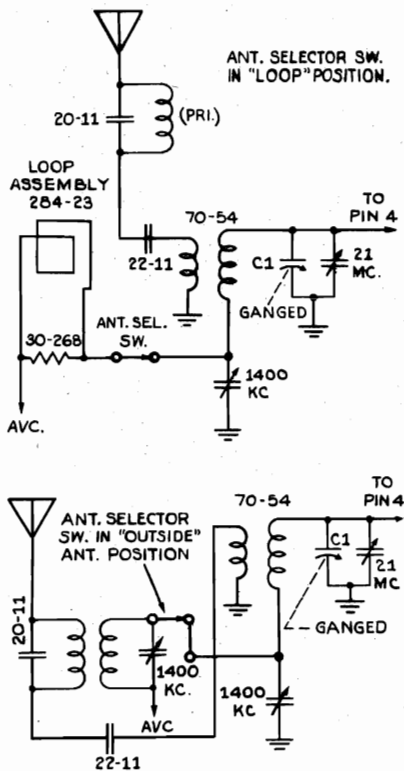 ANT. SELECTOR SW.
IN "LOOP" POSITION.
20-11
(PRI.)
LOOP
ASSEMBLY
284-23
70-54
TO
PIN 4
22-11
C1
21
MC.
GANGED
30-268
ANT. SEL.
SW.
1400
KC
AVC.
TO
PIN 4
70-54
ANT. SELECTOR
SW. IN "OUTSIDE"
ANT. POSITION
C1
21
MC
20-11
GANGED
1400
KC.
1400
KC
AVC
22-11